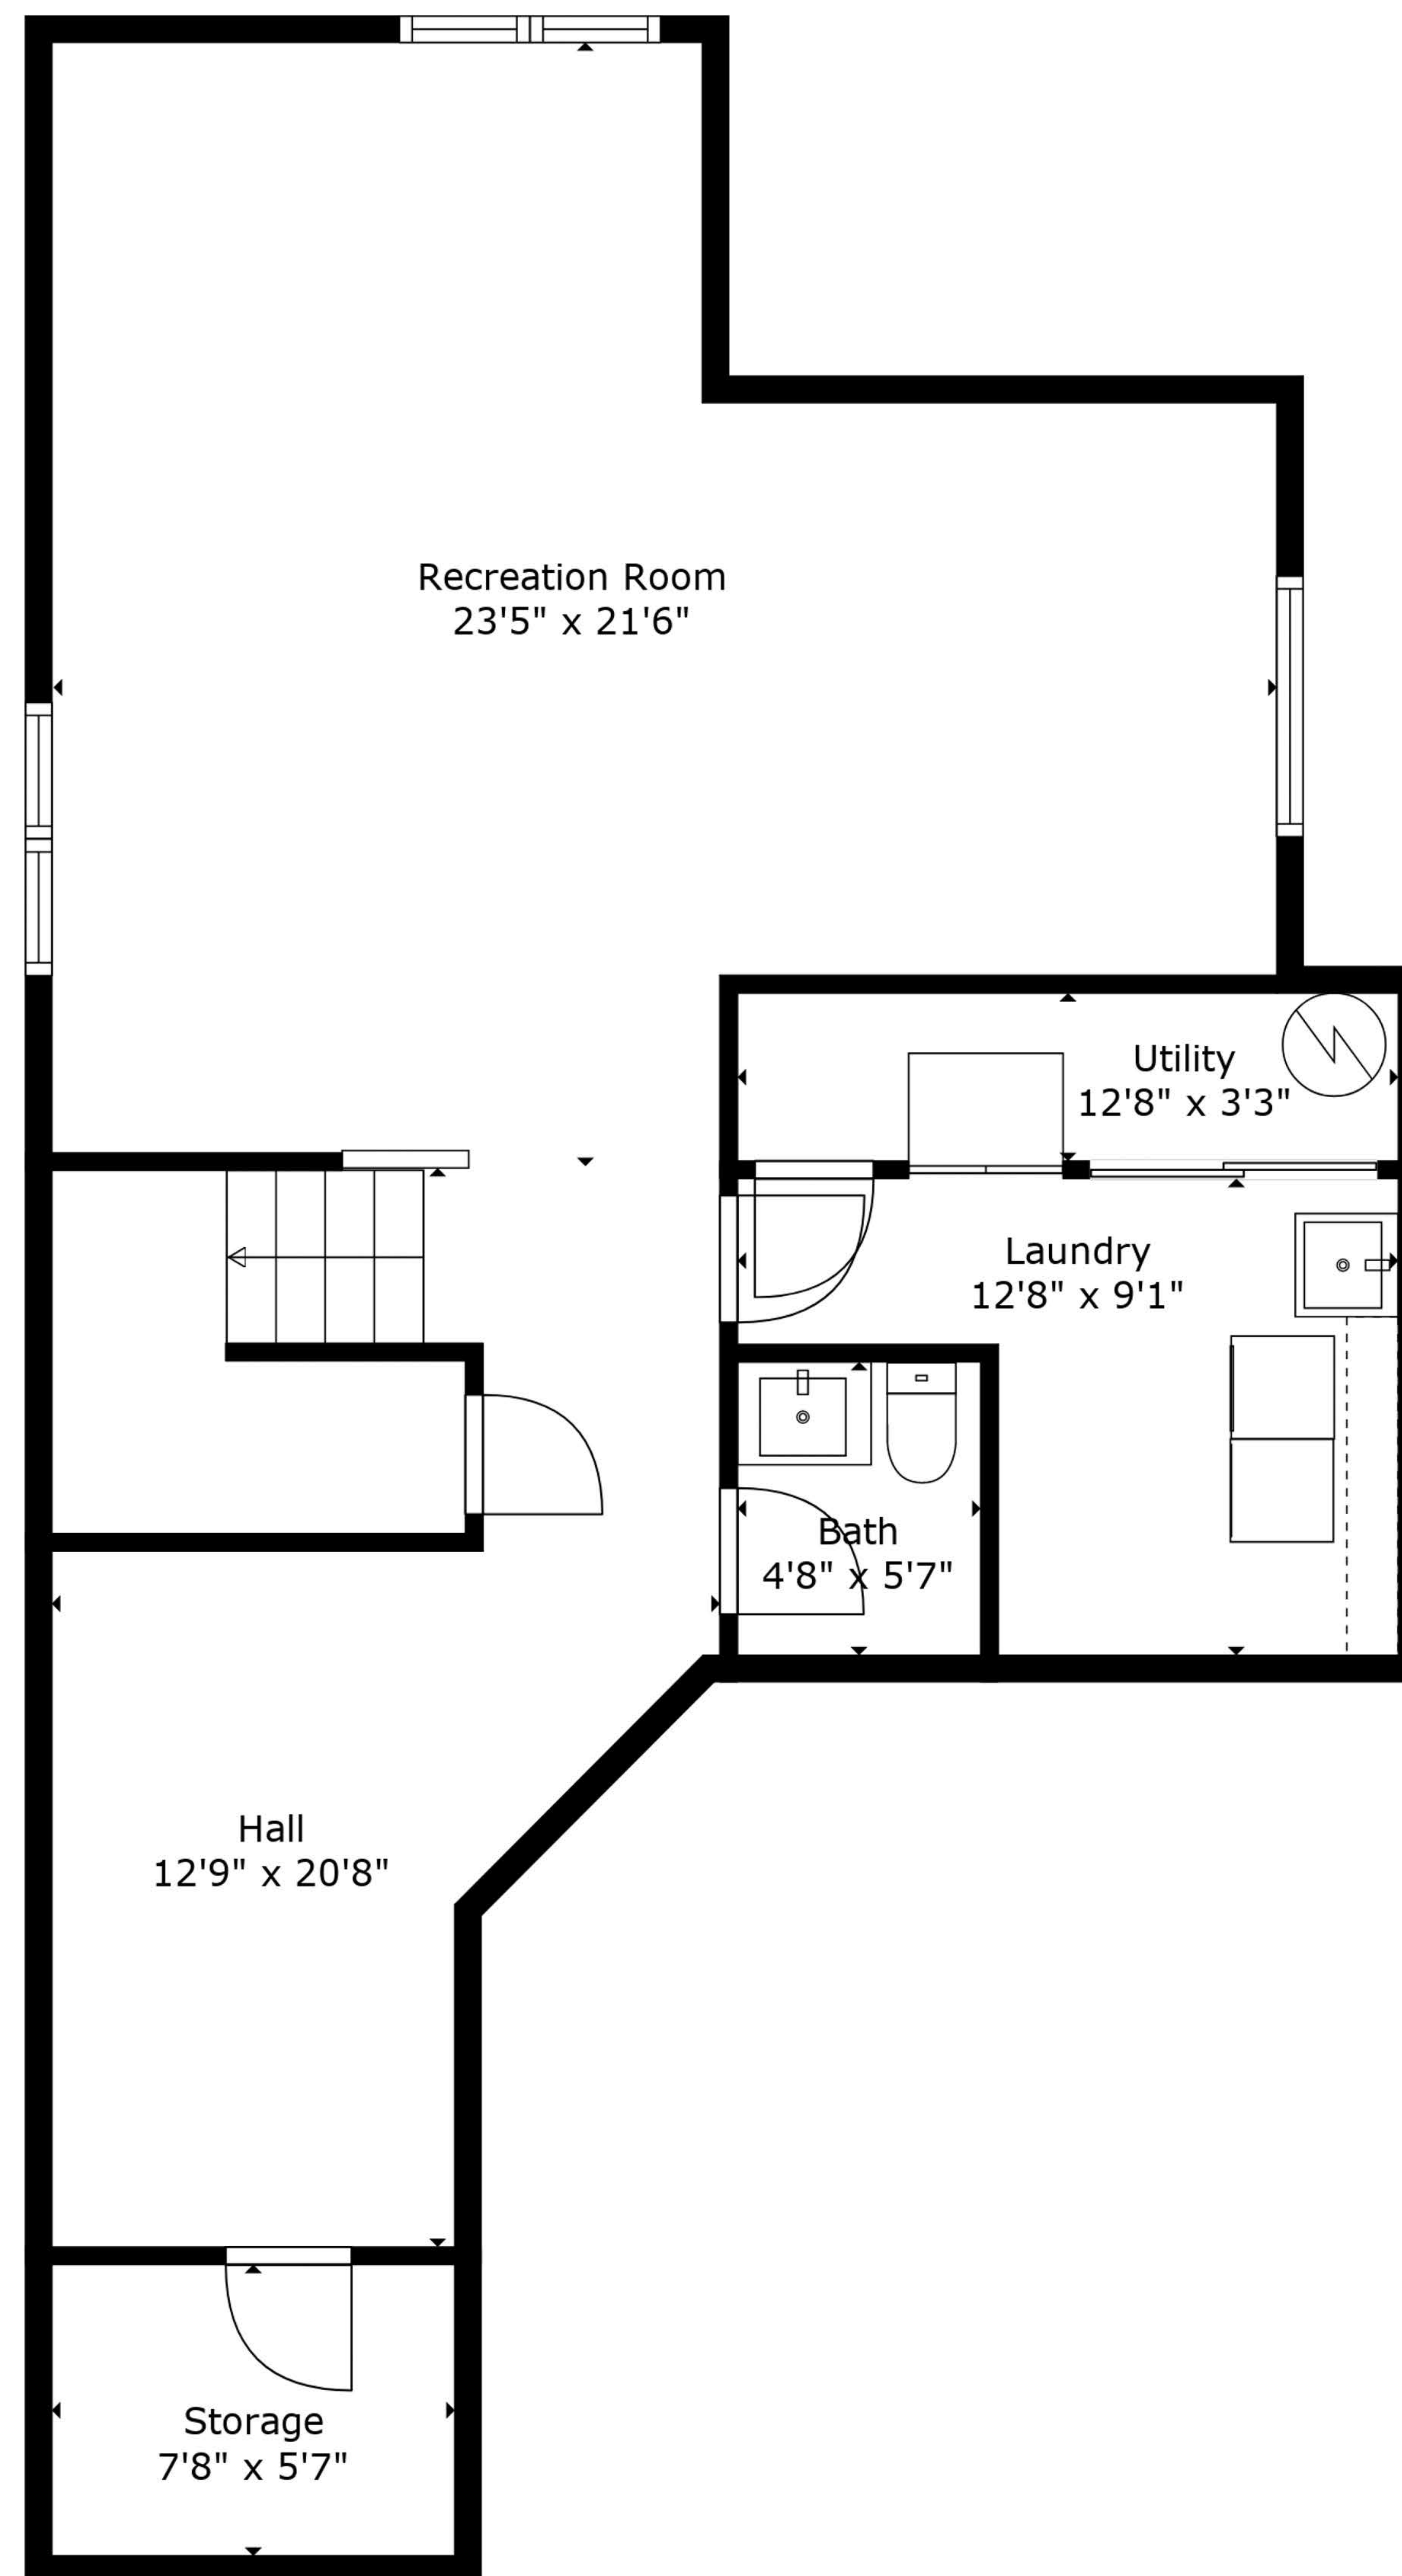 Recreation Room
23'5" x 21'6"
Utility
12'8" x 3'3"
Laundry
12'8" x 9'1"
Bath
4'8" x 5'7"
Hall
12'9" x 20'8"
Storage
7'8" x 5'7"